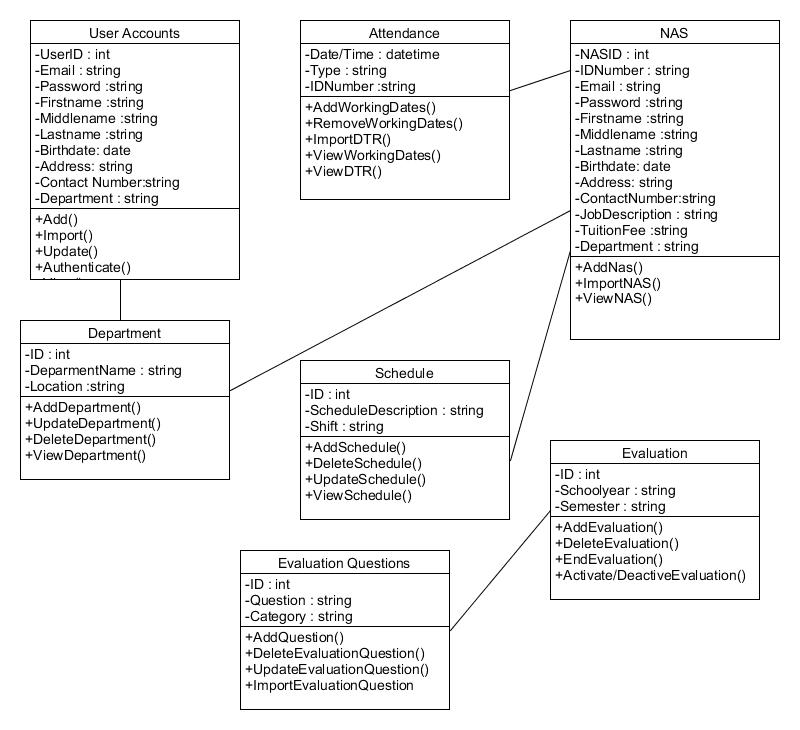 User Accounts
-UserID : int
-Email : string
-Password :string
-Firstname :string
-Middlename :string
-Lastname :string
-Birthdate: date
-Address: string
-Contact Number:string
-Department : string
+Add()
+Import()
+Update()
+Authenticate()
Attendance
-Date/Time : datetime
-Type : string
-IDNumber :string
+AddWorkingDates()
+RemoveWorkingDates()
+ImportDTR()
+ViewWorkingDates()
+ViewDTR()
NAS
-NASID : int
-IDNumber : string
-Email : string
-Password :string
-Firstname :string
-Middlename :string
-Lastname :string
-Birthdate: date
-Address: string
-ContactNumber:string
-JobDescription : string
-TuitionFee :string
-Department : string
+AddNas()
+ImportNAS()
+ViewNAS()
Department
-ID : int
-DeparmentName : string
-Location :string
+AddDepartment()
+UpdateDepartment()
+DeleteDepartment()
+ViewDepartment()
Schedule
-ID : int
-ScheduleDescription : string
-Shift : string
+AddSchedule()
+DeleteSchedule()
+UpdateSchedule()
+ViewSchedule()
Evaluation
-ID : int
-Schoolyear : string
-Semester : string
+AddEvaluation()
+DeleteEvaluation()
+EndEvaluation()
+Activate/DeactiveEvaluation()
Evaluation Questions
-ID : int
-Question : string
-Category : string
+AddQuestion()
+DeleteEvaluationQuestion()
+UpdateEvaluationQuestion()
+ImportEvaluationQuestion